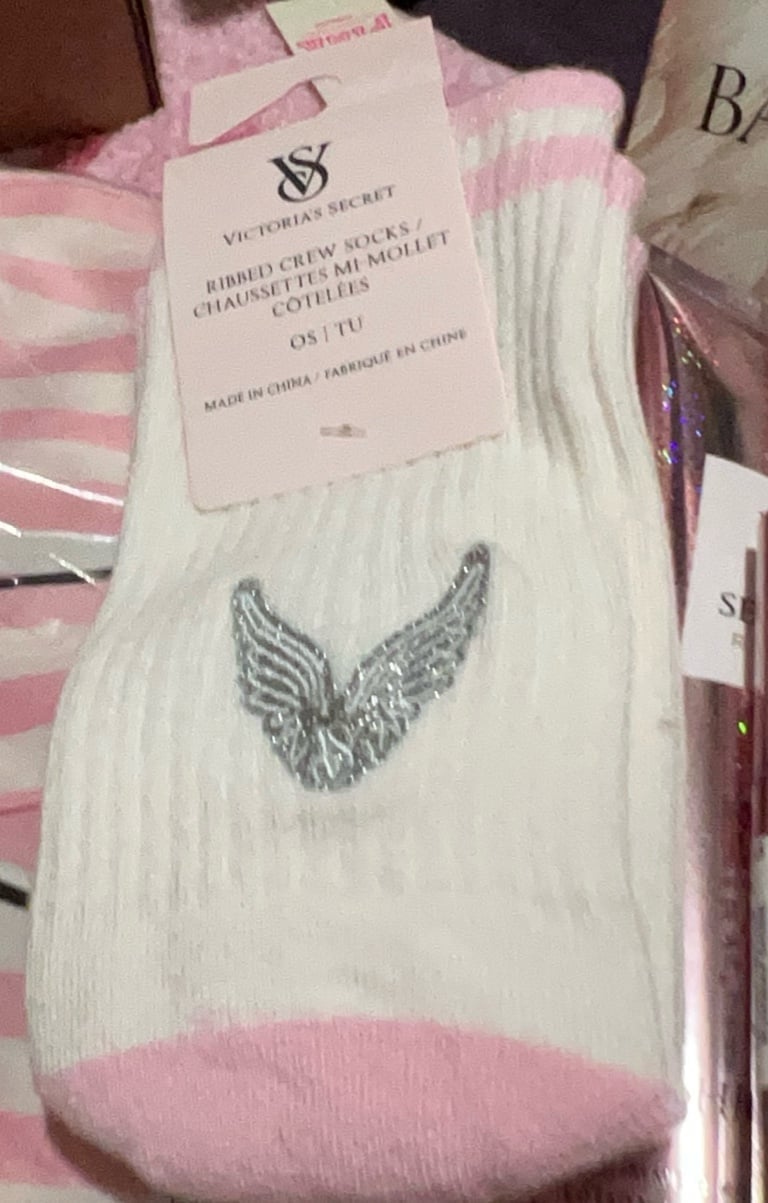 BA
VS
VICTORIA'S SECRET
RIBBED CREW SOCKS /
CHAUSSETTES MI-MOLLET
CÔTELÉES
OS | TU
MADE IN CHINA / FABRIQUÉ EN CHINE
SE